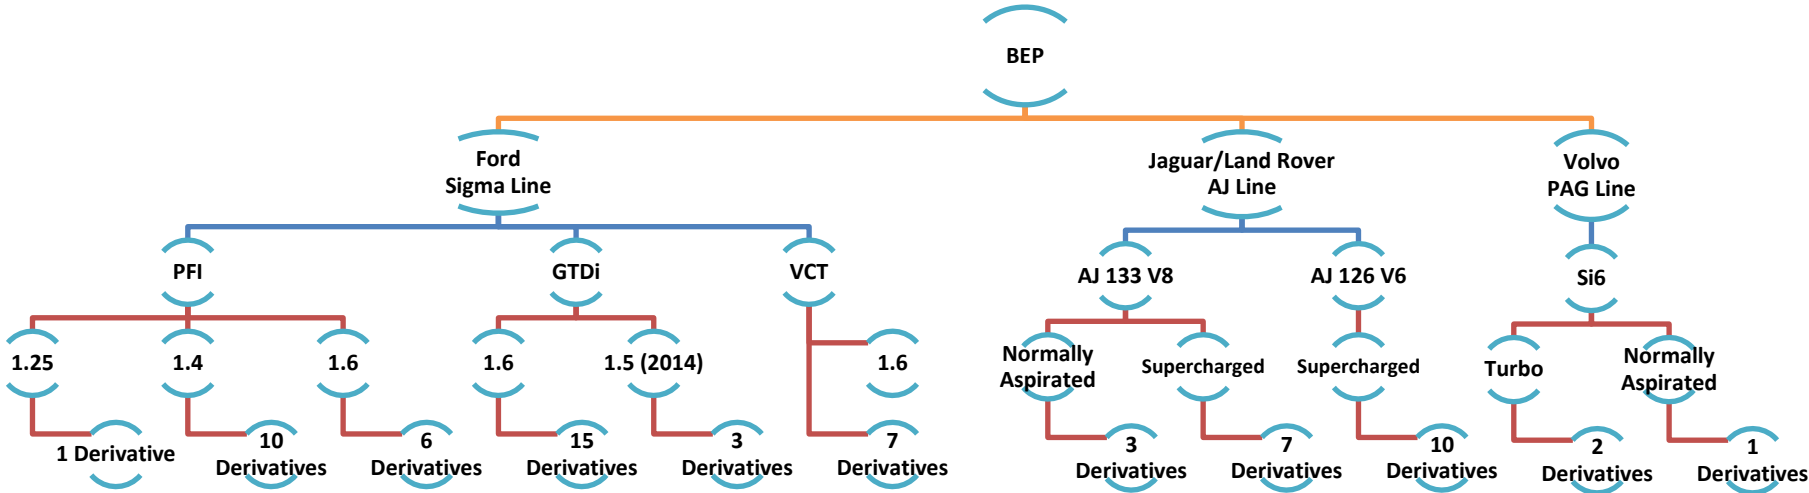 BEP
Ford
Sigma Line
Jaguar/Land Rover
AJ Line
Volvo
PAG Line
PFI
GTDi
VCT
AJ 133 V8
AJ 126 V6
Si6
1.25
1.4
1.6
1.6
1.5 (2014)
1.6
Normally
Aspirated
Supercharged
Supercharged
Turbo
Normally
Aspirated
1 Derivative
10
Derivatives
6
Derivatives
15
Derivatives
3
Derivatives
7
Derivatives
3
Derivatives
7
Derivatives
10
Derivatives
2
Derivatives
1
Derivatives